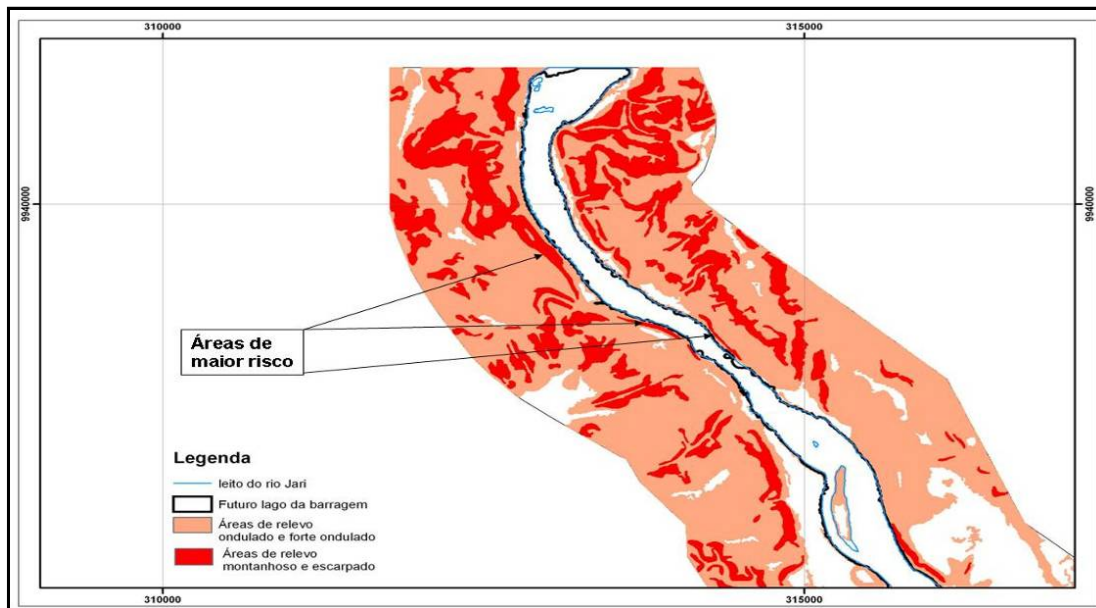 310000
315000
9940000
9940000
Áreas de
maior risco
Legenda
leito do rio Jari
Futuro lago da barragem
Áreas de relevo
ondulado e forte ondulado
Áreas de relevo
montanhoso e escarpado
310000
315000